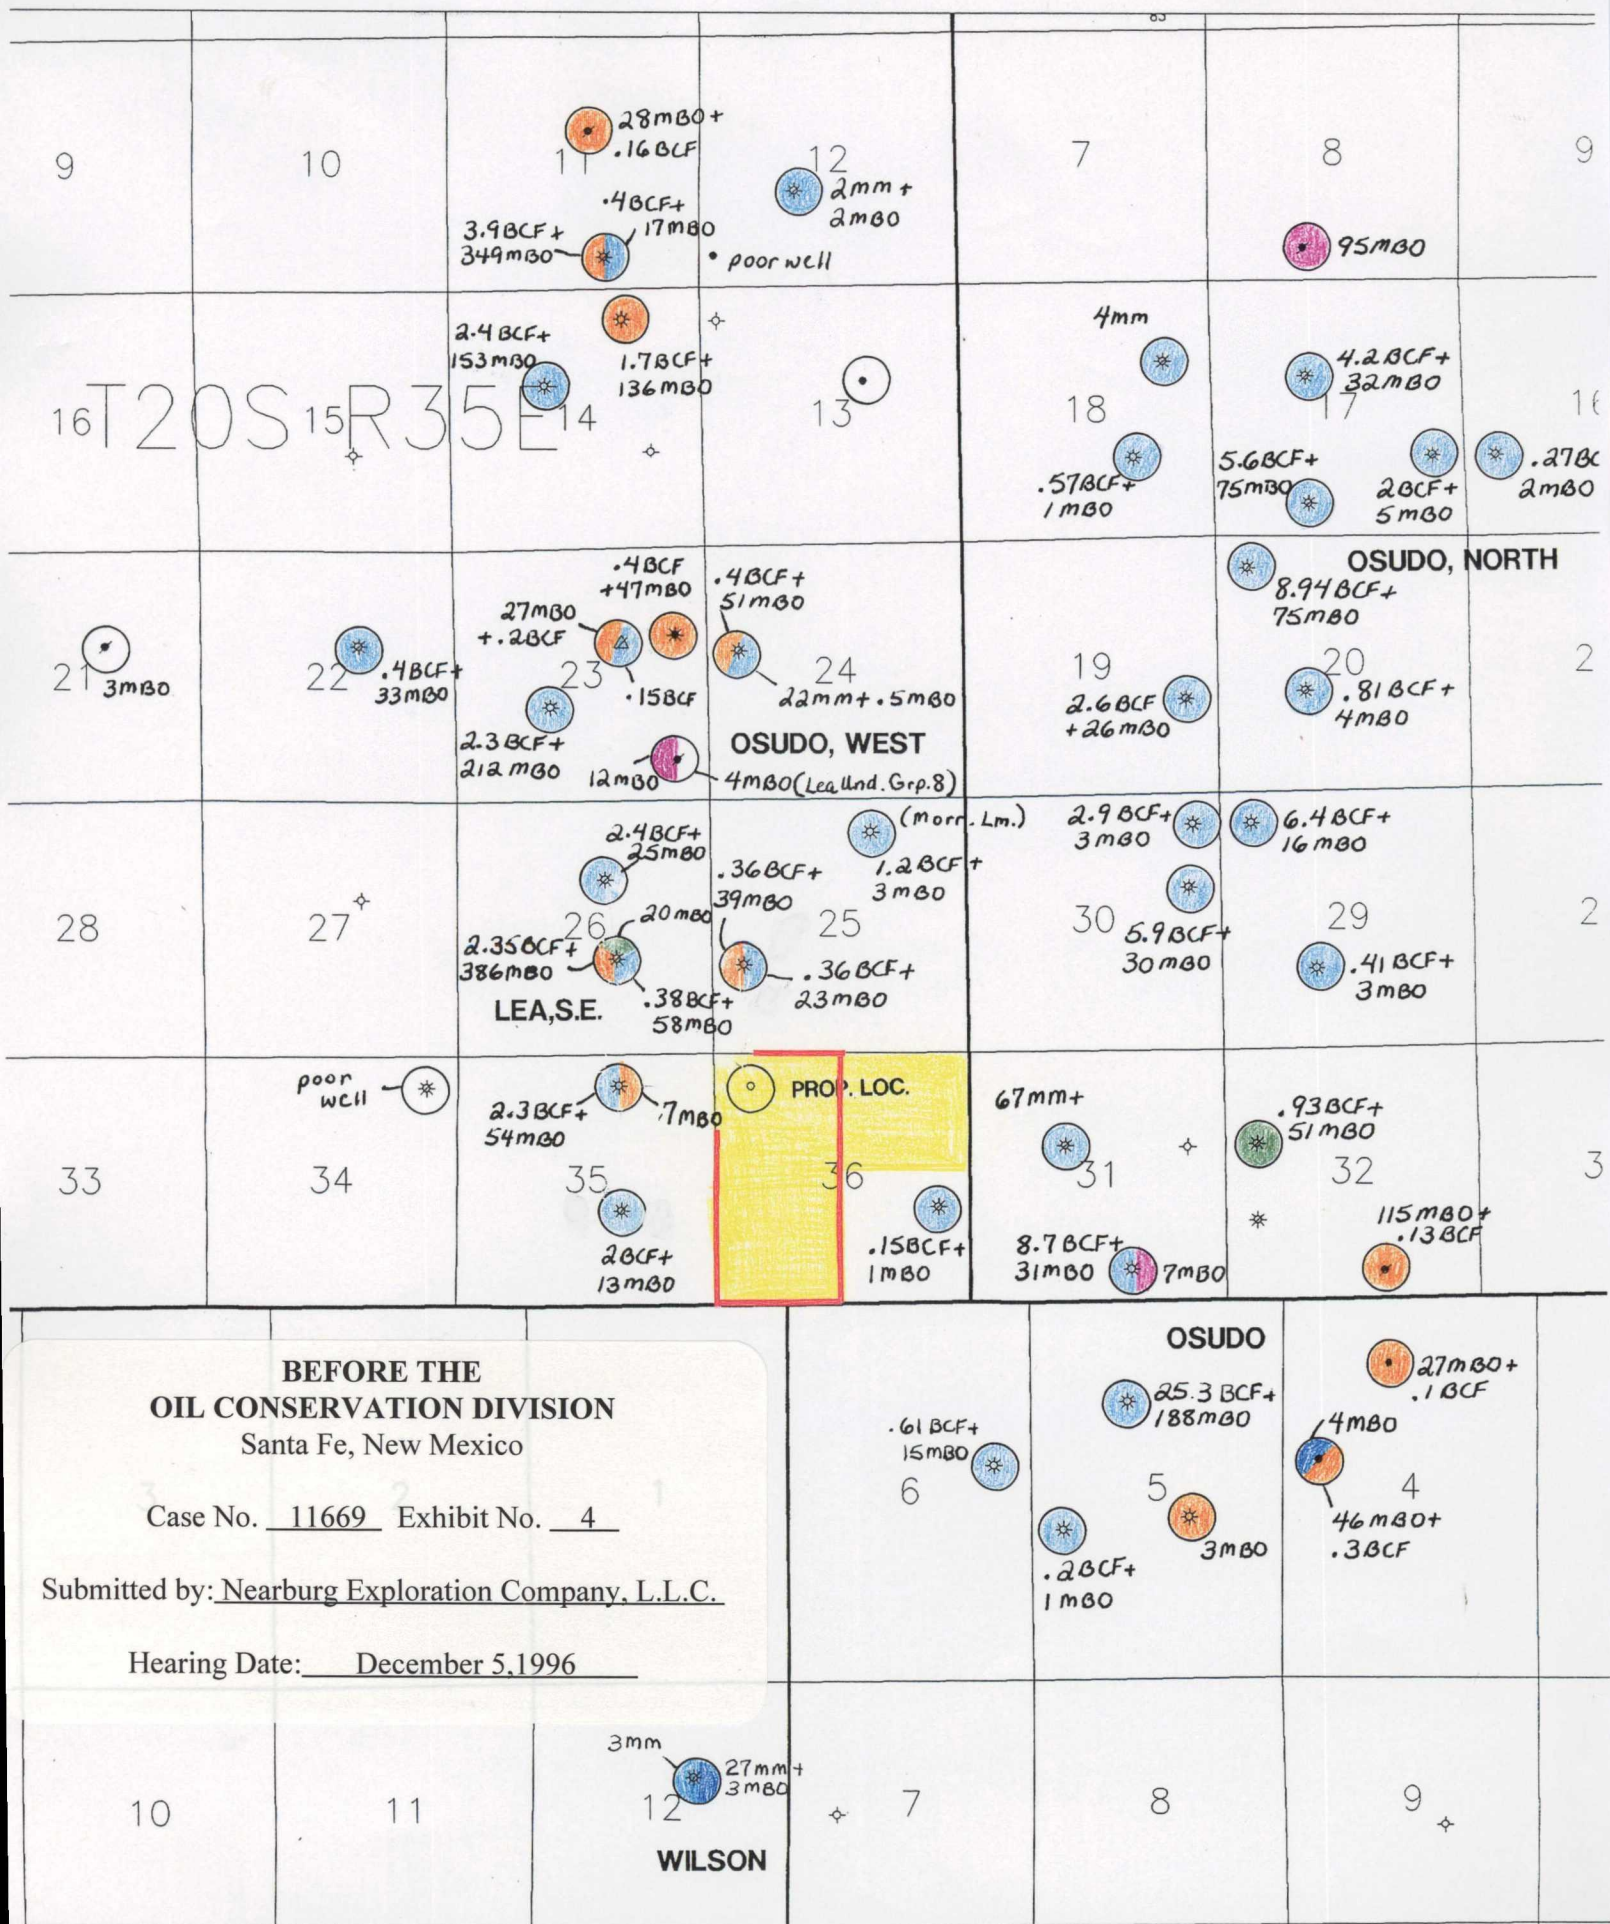 28mBO+
.16BCF
9
10
11
12
7
8
9
2mm+
2mBO
.4BCF+
17mBO
3.9BCF+
349mBO
poor well
95mBO
4mm
2.4BCF+
153mBO
1.7BCF+
136mBO
4.2BCF+
32mBO
16
T20S
15
R35E
14
13
18
17
.57BCF+
1mBO
5.6BCF+
75mBO
2BCF+
5mBO
.27BC
2mBO
OSUDO, NORTH
.4BCF
+47mBO
.4BCF+
51mBO
8.94BCF+
75mBO
27mBO
+.2BCF
21
3mBO
22
.4BCF+
33mBO
23
.15BCF
24
22mm+.5mBO
19
2.6BCF
+26mBO
20
.81BCF+
4mBO
2
2.3BCF+
212mBO
OSUDO, WEST
12mBO
4mBO(Lea Und. Grp. 8)
(Morr. Lm.)
2.4BCF+
25mBO
1.2BCF+
3mBO
2.9BCF+
3mBO
6.4BCF+
16mBO
.36BCF+
39mBO
28
27
26
20mBO
25
30
29
2
2.35BCF+
386mBO
.38BCF+
58mBO
.36BCF+
23mBO
5.9BCF+
30mBO
.41BCF+
3mBO
LEA,S.E.
poor
well
2.3BCF+
54mBO
7mBO
PROP. LOC.
67mm+
.93BCF+
51mBO
33
34
35
36
31
32
3
2BCF+
13mBO
.15BCF+
1mBO
8.7BCF+
31mBO
7mBO
115mBO+
.13BCF
OSUDO
27mBO+
.1BCF
25.3BCF+
188mBO
4mBO
.61BCF+
15mBO
6
5
4
46mBO+
.3BCF
3mBO
.2BCF+
1mBO
BEFORE THE
OIL CONSERVATION DIVISION
Santa Fe, New Mexico
3
2
1
Case No. 11669 Exhibit No. 4
Submitted by: Nearburg Exploration Company, L.L.C.
Hearing Date: December 5,1996
3mm
27mm+
3mBO
10
11
12
7
8
9
WILSON